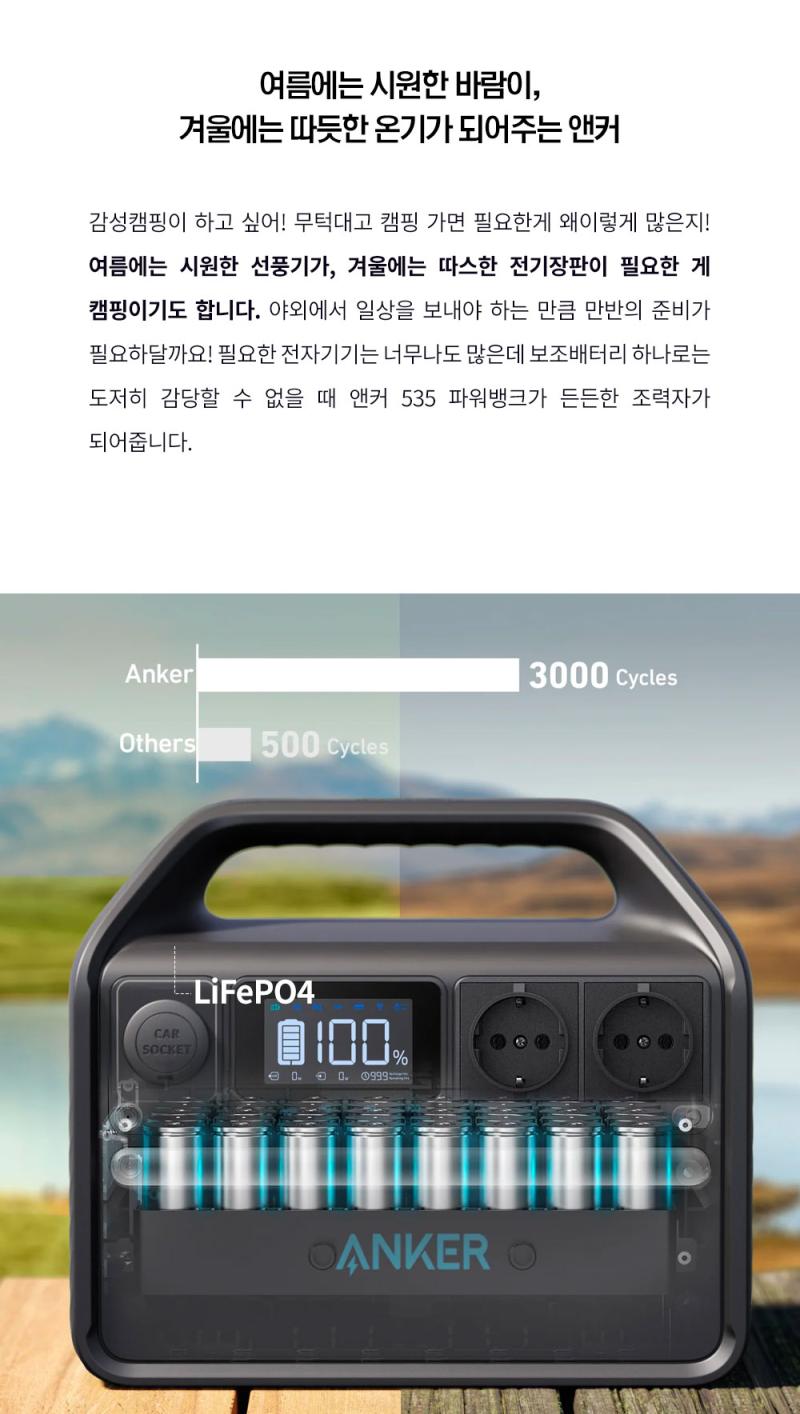 여름에는 시원한 바람이,
겨울에는 따듯한 온기가 되어주는 앤커
감성캠핑이 하고 싶어! 무턱대고 캠핑 가면 필요한게 왜이렇게 많은지!
여름에는 시원한 선풍기가, 겨울에는 따스한 전기장판이 필요한 게
캠핑이기도 합니다. 야외에서 일상을 보내야 하는 만큼 만반의 준비가
필요하달까요! 필요한 전자기기는 너무나도 많은데 보조배터리 하나로는
도저히 감당할 수 없을 때 앤커 535 파워뱅크가 든든한 조력자가
되어줍니다.
Anker 3000 Cycles
Others 500 Cycles
LiFePO4
CAR
SOCKET
100%
ANKER